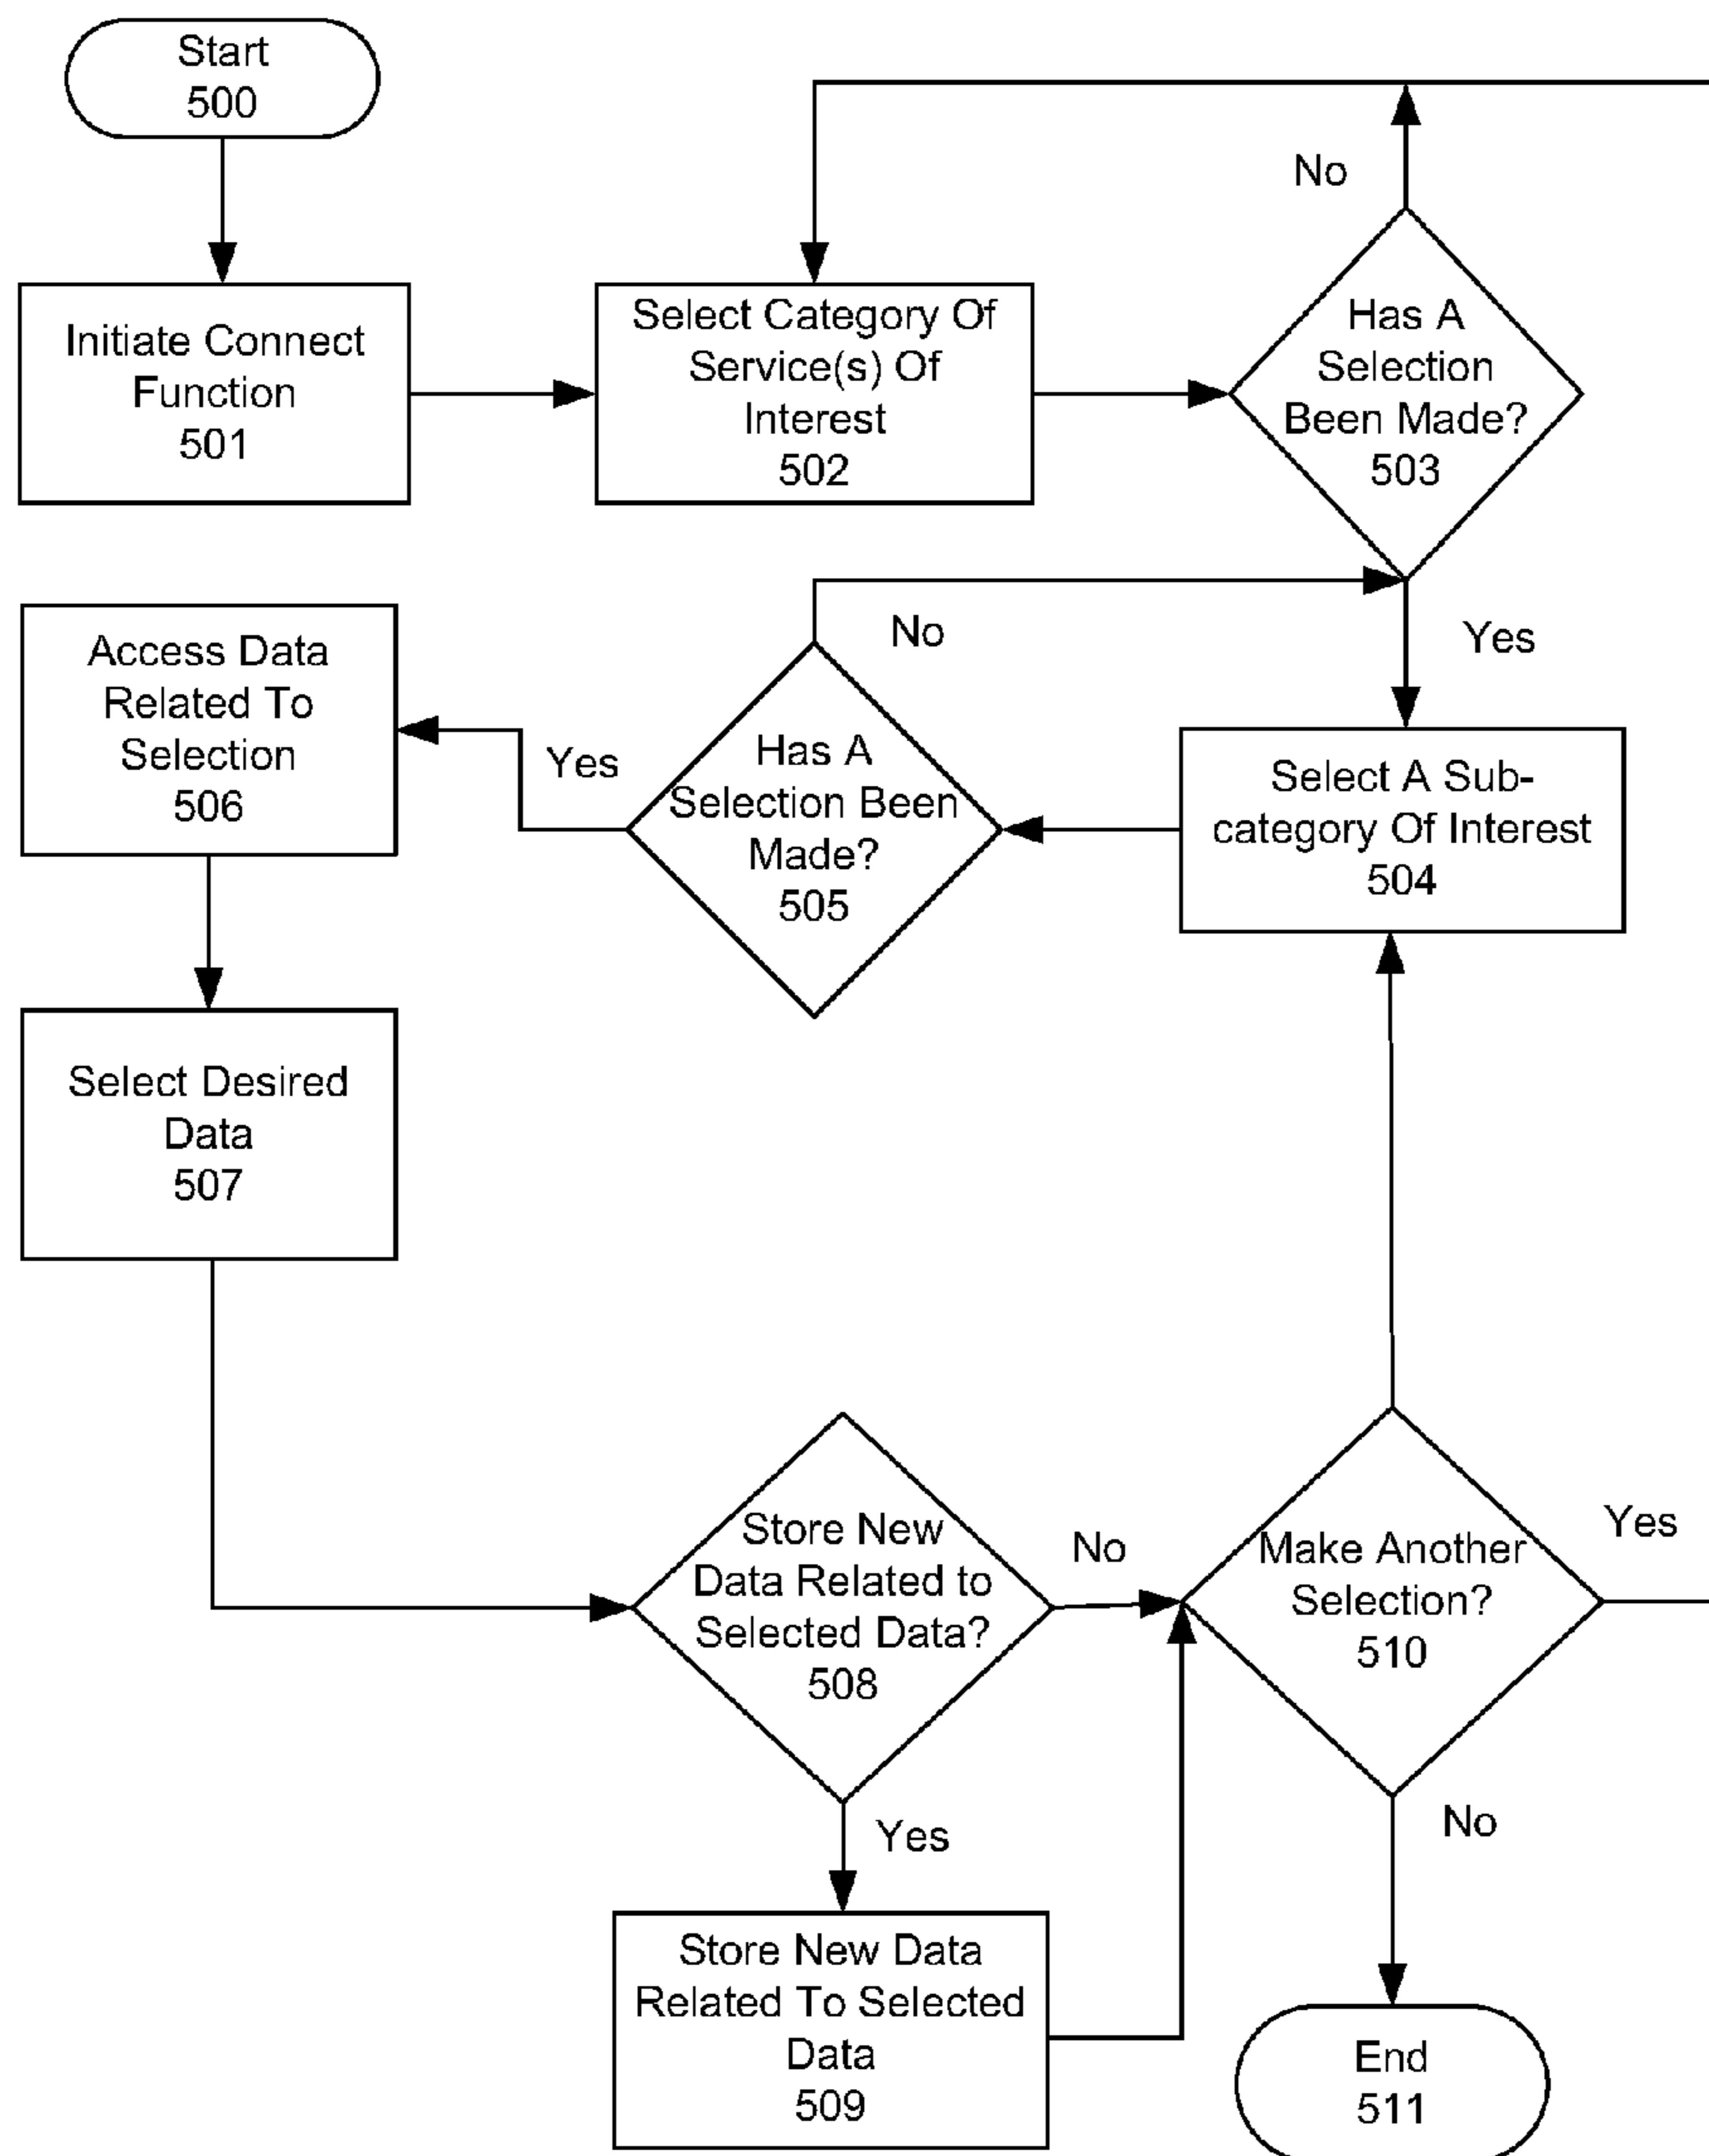 Start
500
No
Initiate Connect
Function
501
Select Category Of
Service(s) Of
Interest
502
Has A
Selection
Been Made?
503
Yes
No
Access Data
Related To
Selection
506
Yes
Has A
Selection Been
Made?
505
Select A Sub-
category Of Interest
504
Select Desired
Data
507
Store New
Data Related to
Selected Data?
508
No
Make Another
Selection?
510
Yes
Yes
No
Store New Data
Related To Selected
Data
509
End
511